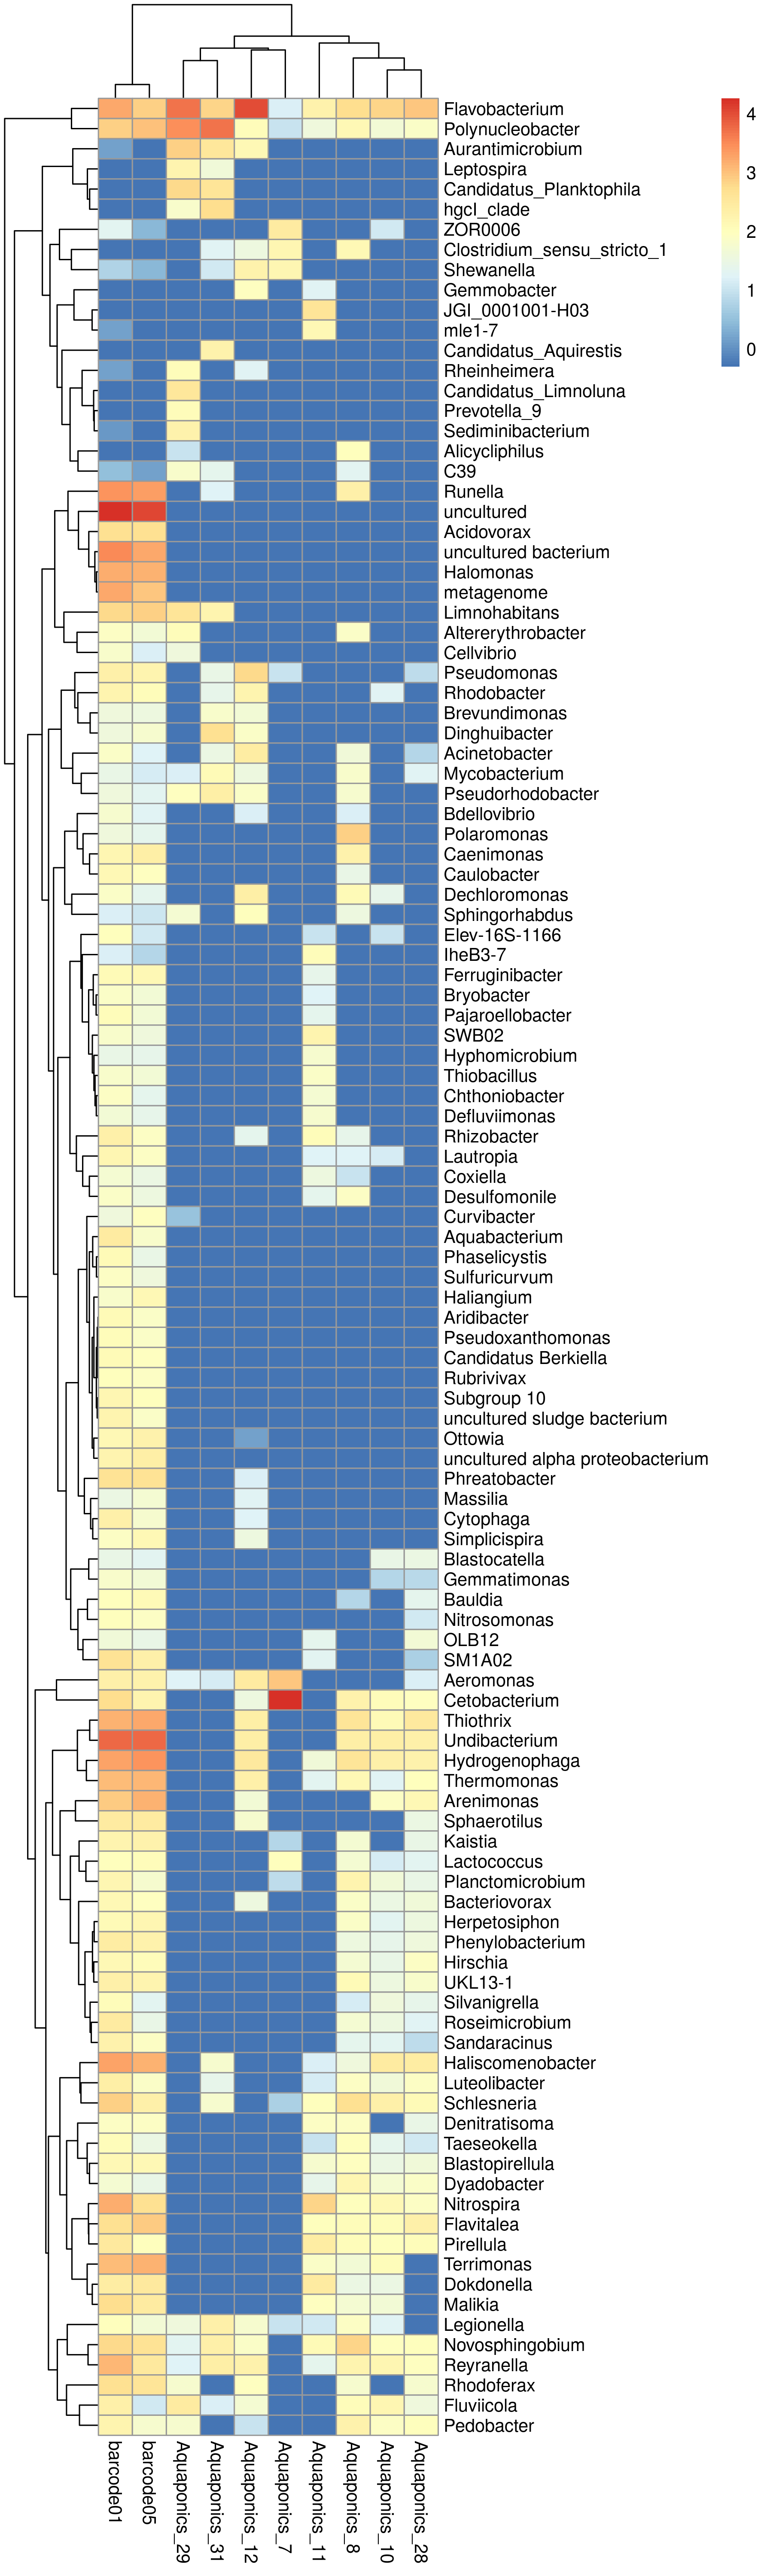 Flavobacterium
Polynucleobacter
Aurantimicrobium
Leptospira
Candidatus_Planktophila
hgcI_clade
ZOR0006
Clostridium_sensu_stricto_1
Shewanella
Gemmobacter
JGI_0001001-H03
mle1-7
Candidatus_Aquirestis
Rheinheimera
Candidatus_Limnoluna
Prevotella_9
Sediminibacterium
Alicycliphilus
C39
Runella
uncultured
Acidovorax
uncultured bacterium
Halomonas
metagenome
Limnohabitans
Altererythrobacter
Cellvibrio
Pseudomonas
Rhodobacter
Brevundimonas
Dinghuibacter
Acinetobacter
Mycobacterium
Pseudorhodobacter
Bdellovibrio
Polaromonas
Caenimonas
Caulobacter
Dechloromonas
Sphingorhabdus
Elev-16S-1166
IheB3-7
Ferruginibacter
Bryobacter
Pajaroellobacter
SWB02
Hyphomicrobium
Thiobacillus
Chthoniobacter
Defluviimonas
Rhizobacter
Lautropia
Coxiella
Desulfomonile
Curvibacter
Aquabacterium
Phaselicystis
Sulfuricurvum
Haliangium
Aridibacter
Pseudoxanthomonas
Candidatus Berkiella
Rubrivivax
Subgroup 10
uncultured sludge bacterium
Ottowia
uncultured alpha proteobacterium
Phreatobacter
Massilia
Cytophaga
Simplicispira
Blastocatella
Gemmatimonas
Bauldia
Nitrosomonas
OLB12
SM1A02
Aeromonas
Cetobacterium
Thiothrix
Undibacterium
Hydrogenophaga
Thermomonas
Arenimonas
Sphaerotilus
Kaistia
Lactococcus
Planctomicrobium
Bacteriovorax
Herpetosiphon
Phenylobacterium
Hirschia
UKL13-1
Silvanigrella
Roseimicrobium
Sandaracinus
Haliscomenobacter
Luteolibacter
Schlesneria
Denitratisoma
Taeseokella
Blastopirellula
Dyadobacter
Nitrospira
Flavitalea
Pirellula
Terrimonas
Dokdonella
Malikia
Legionella
Novosphingobium
Reyranella
Rhodoferax
Fluviicola
Pedobacter
barcode01
barcode05
Aquaponics_29
Aquaponics_31
Aquaponics_12
Aquaponics_7
Aquaponics_11
Aquaponics_8
Aquaponics_10
Aquaponics_28
4
3
2
1
0